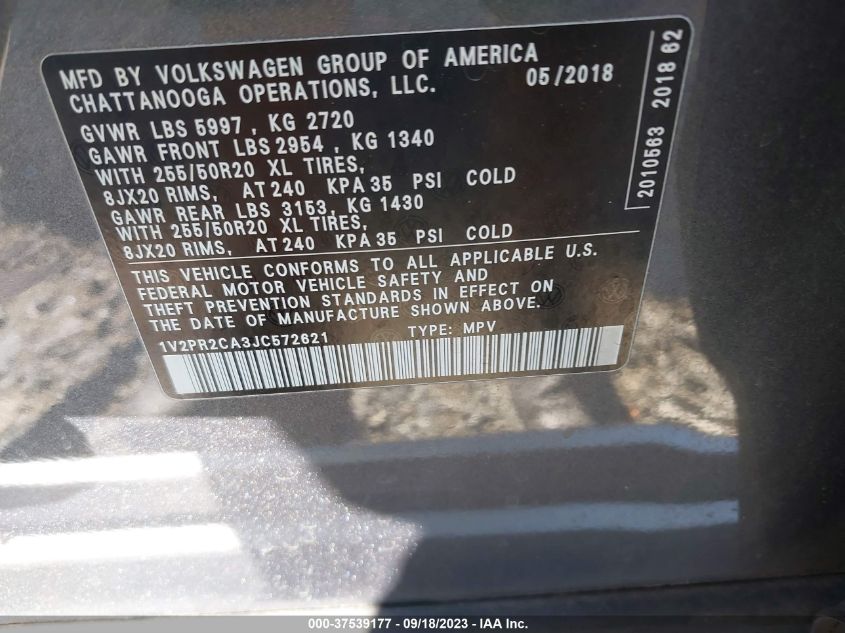 MFD BY VOLKSWAGEN GROUP OF AMERICA
CHATTANOOGA OPERATIONS, LLC. 05/2018
GVWR LBS 5997, KG 2720
GAWR FRONT LBS 2954, KG 1340
WITH 255/50R20 XL TIRES,
8JX20 RIMS, AT 240 KPA 35 PSI COLD
GAWR REAR LBS 3153, KG 1430
WITH 255/50R20 XL TIRES,
8JX20 RIMS, AT 240 KPA 35 PSI COLD
THIS VEHICLE CONFORMS TO ALL APPLICABLE U.S.
FEDERAL MOTOR VEHICLE SAFETY AND
THEFT PREVENTION STANDARDS IN EFFECT ON
THE DATE OF MANUFACTURE SHOWN ABOVE.
1V2PR2CA3JC572621 TYPE: MPV
2010563 2018 62
000-37539177 - 09/18/2023 - IAA Inc.